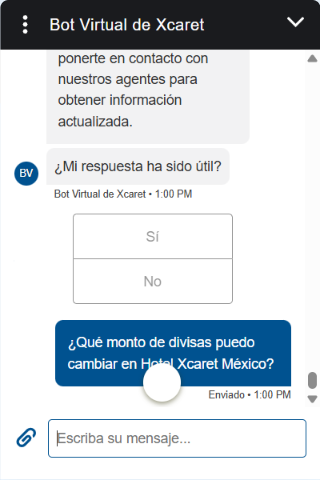 Bot Virtual de Xcaret
ponerte en contacto con
nuestros agentes para
obtener información
actualizada.
¿Mi respuesta ha sido útil?
BV
Bot Virtual de Xcaret • 1:00 PM
Sí
No
¿Qué monto de divisas puedo
cambiar en Hotel Xcaret México?
Enviado • 1:00 PM
Escriba su mensaje...